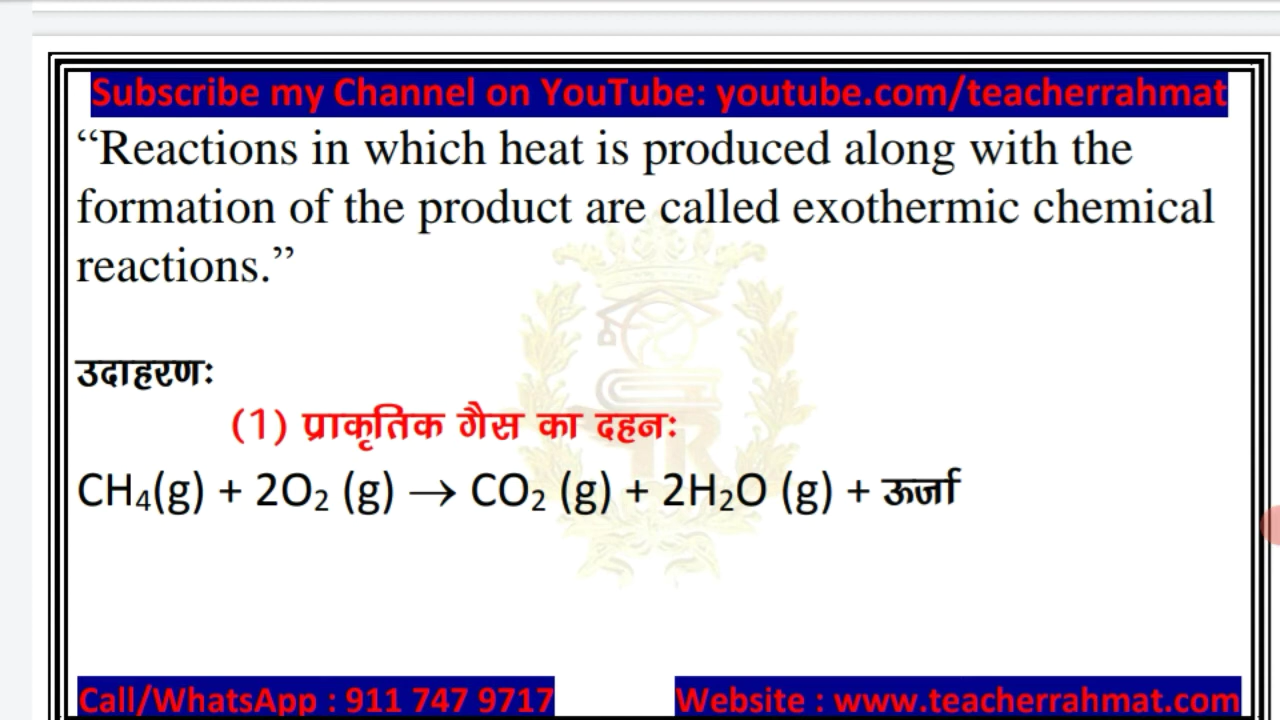 Subscribe my Channel on YouTube: youtube.com/teacherrahmat
“Reactions in which heat is produced along with the
formation of the product are called exothermic chemical
reactions.”
उदाहरणः
(1) प्राकृतिक गैस का दहनः
CH₄(g) + 2O₂ (g) → CO₂ (g) + 2H₂O (g) + ऊर्जा
Call/WhatsApp : 911 747 9717
Website : www.teacherrahmat.com